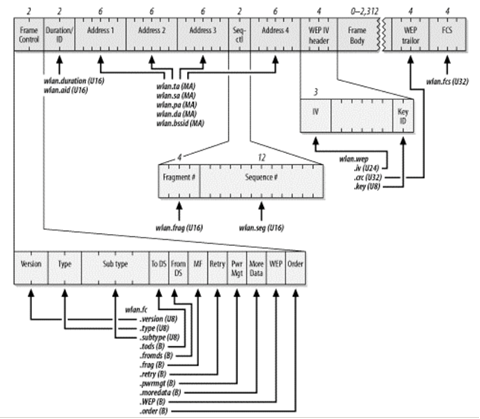 2 2 6 6 6 2 6 4 0–2,312 4 4
Frame Control Duration/ ID Address 1 Address 2 Address 3 Seq- ctl Address 4 WEP IV header Frame Body WEP trailor FCS
wlan.duration (U16)
wlan.aid (U16)
wlan.ta (MA)
wlan.sa (MA)
wlan.pa (MA)
wlan.da (MA)
wlan.bssid (MA)
wlan.fcs (U32)
3
IV Key ID
wlan.wep
.iv (U24)
.crc (U32)
.key (U8)
4 12
Fragment # Sequence #
wlan.frag (U16) wlan.seg (U16)
Version Type Sub type To DS From DS MF Retry Pwr Mgt More Data WEP Order
wlan.fc
.version (U8)
.type (U8)
.subtype (U8)
.tods (B)
.fromds (B)
.frag (B)
.retry (B)
.pwrmgt (B)
.moredata (B)
.WEP (B)
.order (B)